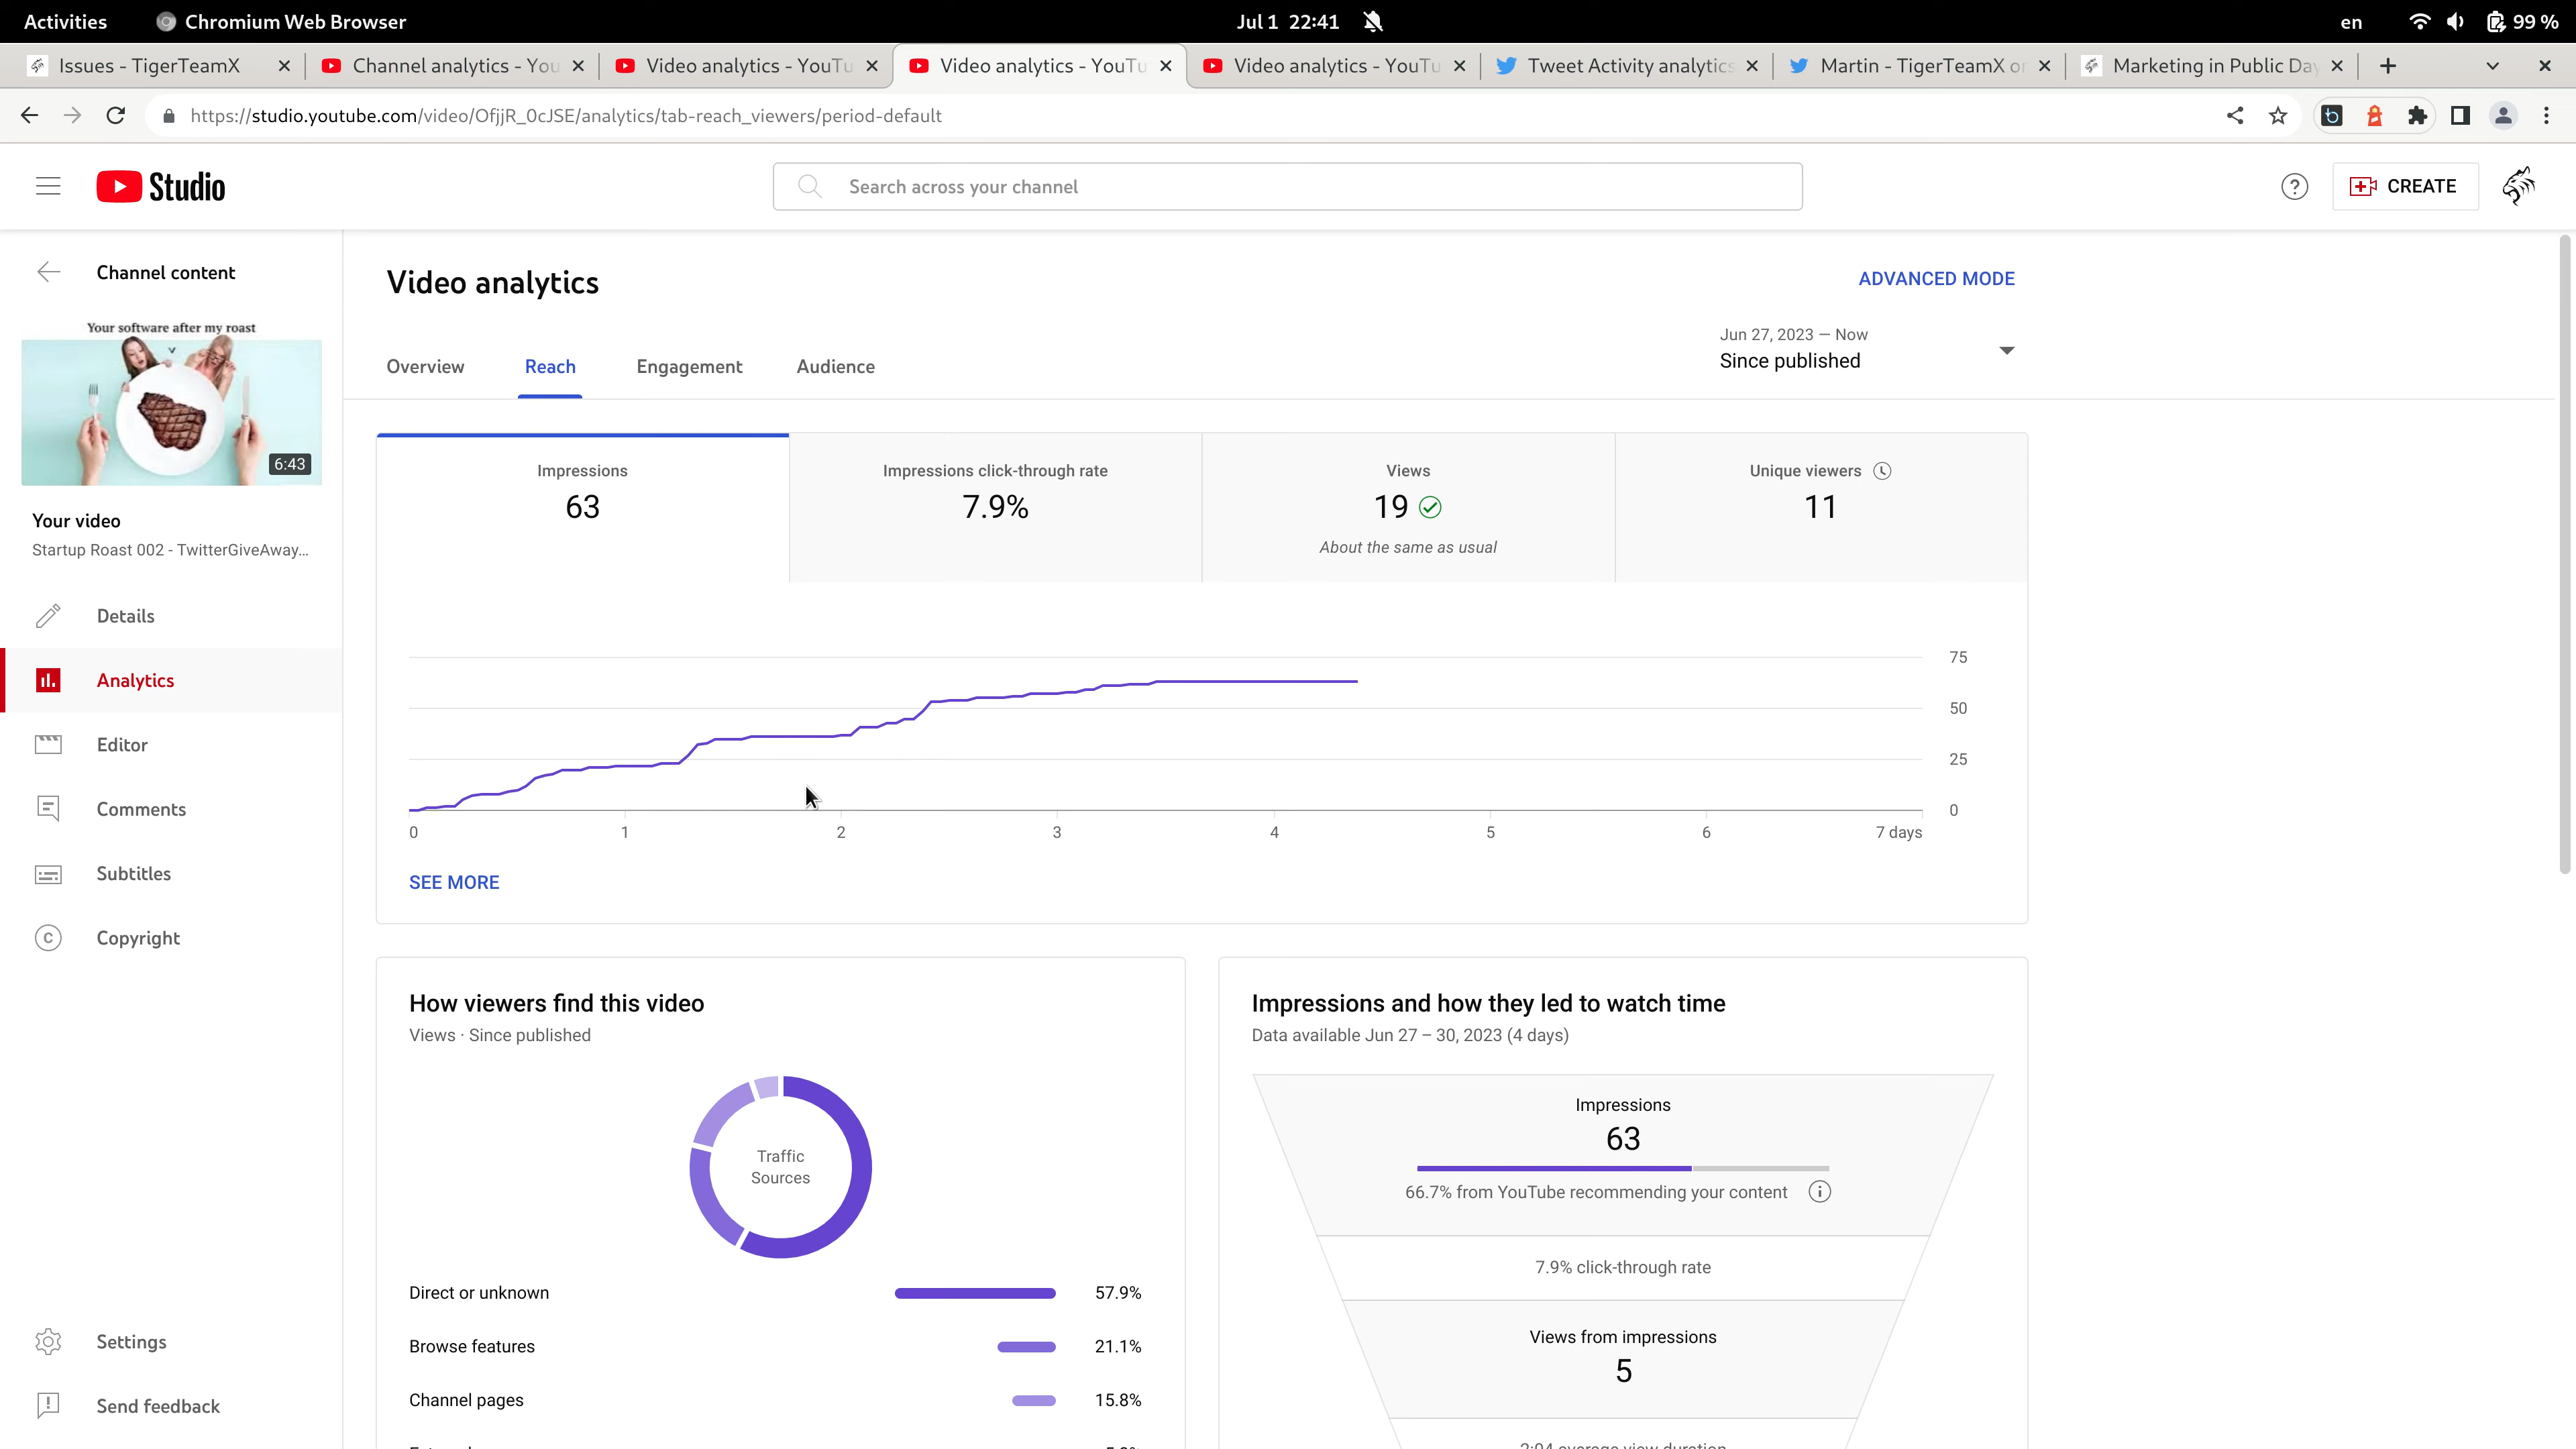 Activities
Chromium Web Browser
Jul 1 22:41
en
99 %
Issues - TigerTeamX
Channel analytics - You
Video analytics - YouTu
Video analytics - YouTu
Video analytics - YouTu
Tweet Activity analytics
Martin - TigerTeamX on
Marketing in Public Day
https://studio.youtube.com/video/OfjjR_0cJSE/analytics/tab-reach_viewers/period-default
Studio
Search across your channel
CREATE
Channel content
Your software after my roast
6:43
Your video
Startup Roast 002 - TwitterGiveAway...
Details
Analytics
Editor
Comments
Subtitles
Copyright
Settings
Send feedback
Video analytics
ADVANCED MODE
Overview
Reach
Engagement
Audience
Jun 27, 2023 – Now
Since published
Impressions
63
Impressions click-through rate
7.9%
Views
19
About the same as usual
Unique viewers
11
75
50
25
0
0
1
2
3
4
5
6
7 days
SEE MORE
How viewers find this video
Views · Since published
Traffic
Sources
Direct or unknown
57.9%
Browse features
21.1%
Channel pages
15.8%
Impressions and how they led to watch time
Data available Jun 27 – 30, 2023 (4 days)
Impressions
63
66.7% from YouTube recommending your content
7.9% click-through rate
Views from impressions
5
2:04 average view duration